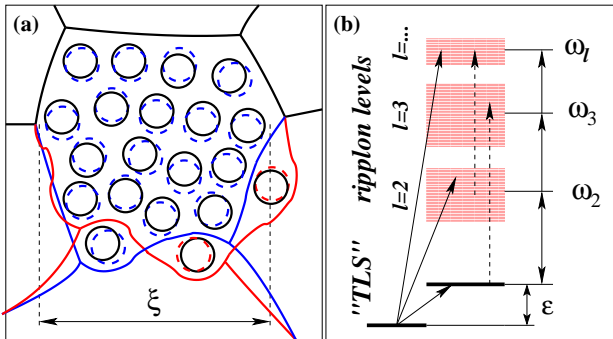 (a)
ξ
(b)
"TLS" ripplon levels
l=...
l=3
l=2
ω_l
ω_3
ω_2
ε